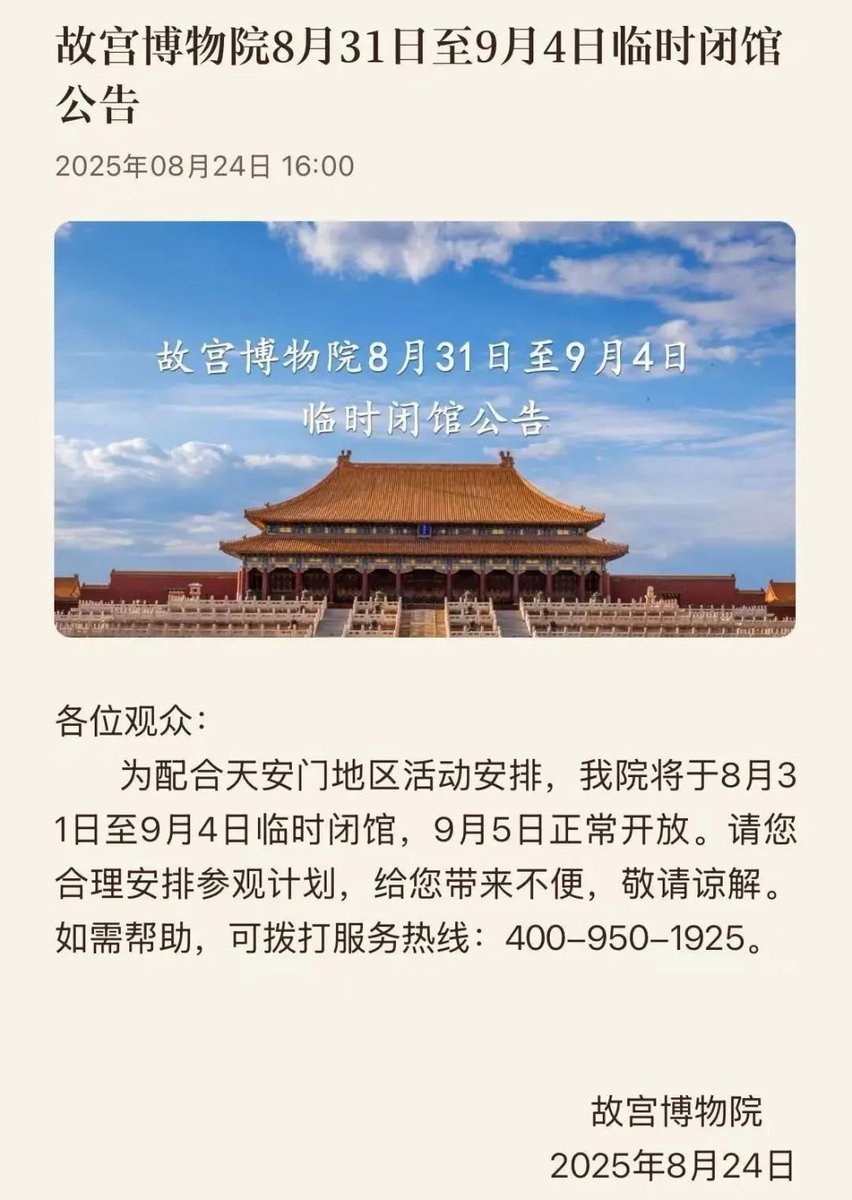 故宫博物院8月31日至9月4日临时闭馆
公告
2025年08月24日 16:00
故宫博物院8月31日至9月4日
临时闭馆公告
各位观众：
为配合天安门地区活动安排，我院将于8月3
1日至9月4日临时闭馆，9月5日正常开放。请您
合理安排参观计划，给您带来不便，敬请谅解。
如需帮助，可拨打服务热线：400-950-1925。
故宫博物院
2025年8月24日